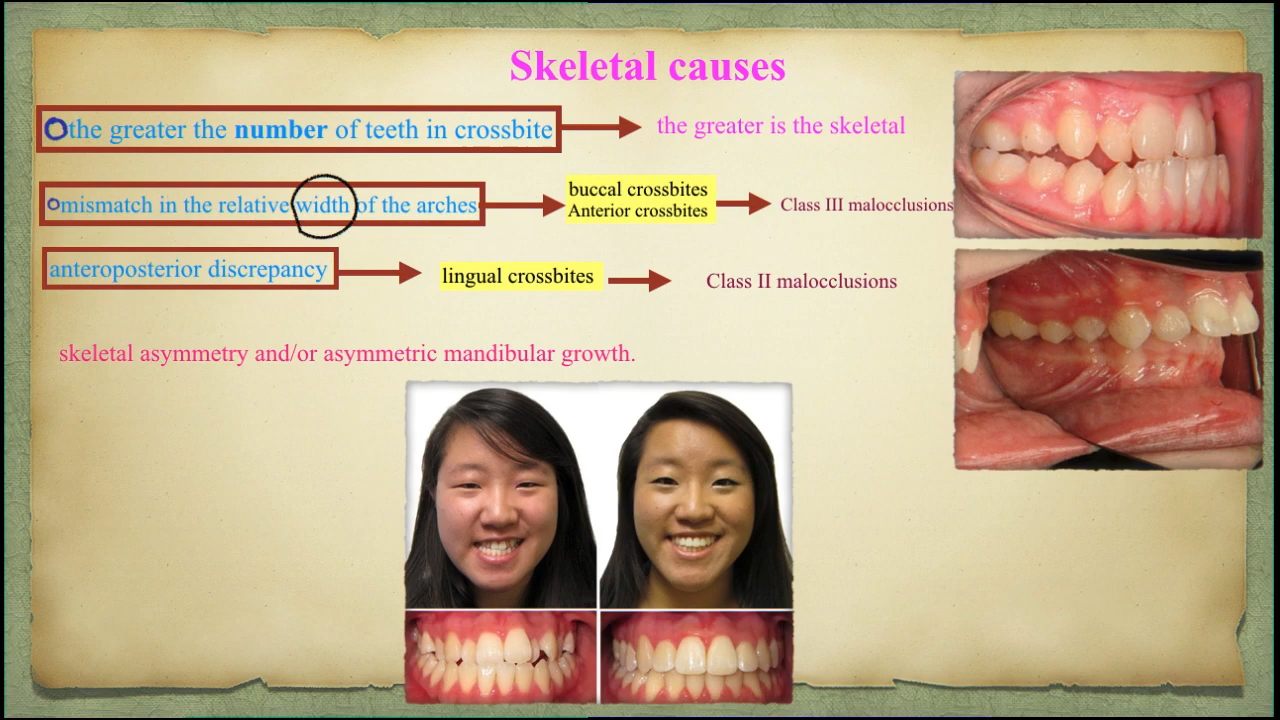 Skeletal causes
the greater the number of teeth in crossbite
the greater is the skeletal
mismatch in the relative width of the arches
buccal crossbites
Anterior crossbites
Class III malocclusions
anteroposterior discrepancy
lingual crossbites
Class II malocclusions
skeletal asymmetry and/or asymmetric mandibular growth.